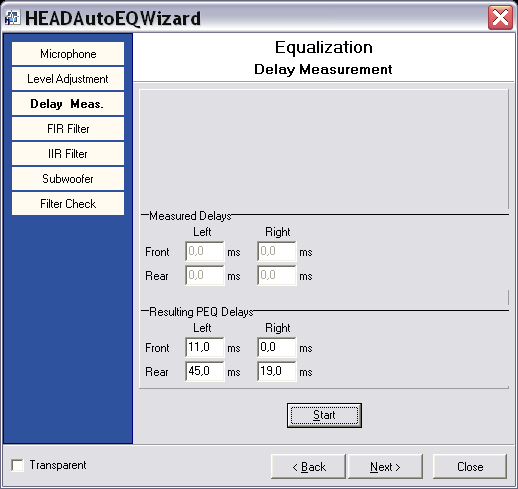 HEADAutoEQWizard
Microphone
Level Adjustment
Delay Meas.
FIR Filter
IIR Filter
Subwoofer
Filter Check
Equalization
Delay Measurement
Measured Delays
Left Right
Front 0,0 ms 0,0 ms
Rear 0,0 ms 0,0 ms
Resulting PEQ Delays
Left Right
Front 11,0 ms 0,0 ms
Rear 45,0 ms 19,0 ms
Start
Transparent
< Back Next > Close